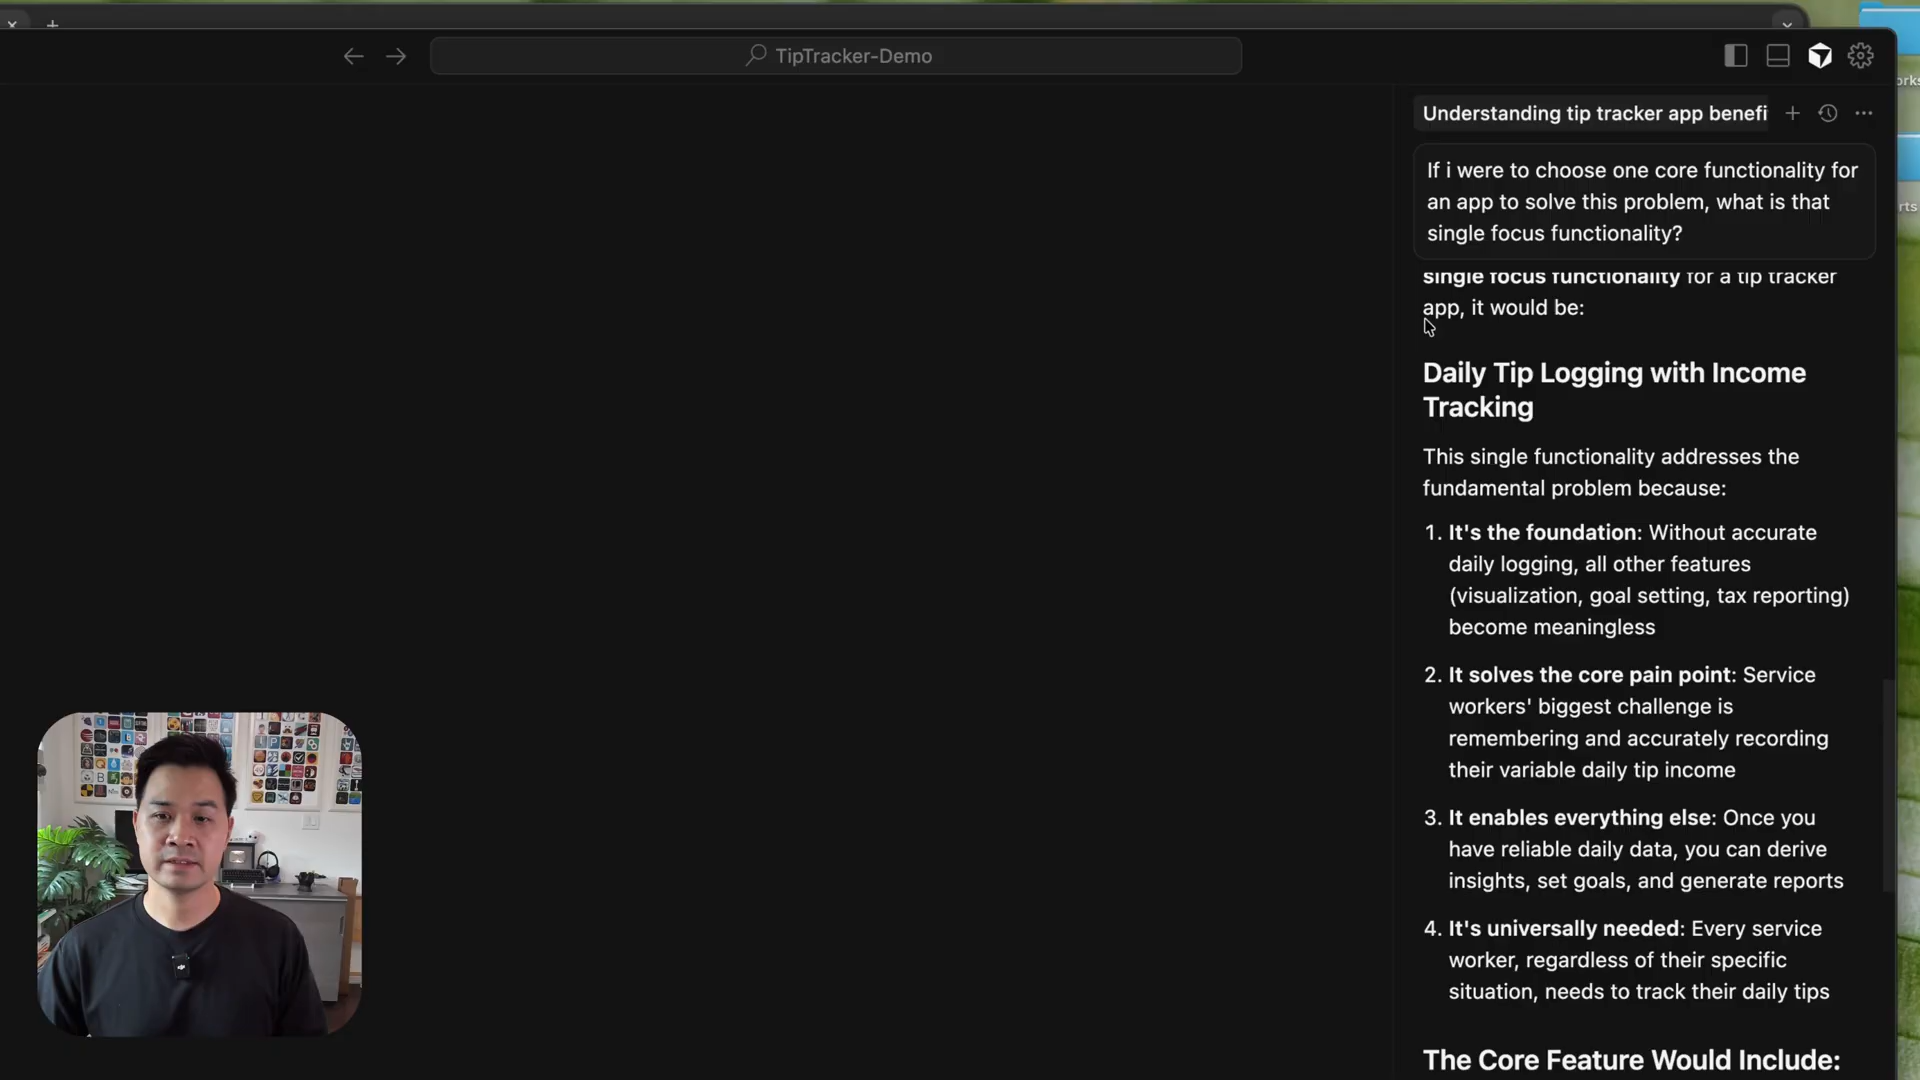 TipTracker-Demo
orks
Understanding tip tracker app benefi
If i were to choose one core functionality for
an app to solve this problem, what is that
single focus functionality?
rts
single focus functionality for a tip tracker
app, it would be:
Daily Tip Logging with Income
Tracking
This single functionality addresses the
fundamental problem because:
1. It's the foundation: Without accurate
daily logging, all other features
(visualization, goal setting, tax reporting)
become meaningless
2. It solves the core pain point: Service
workers' biggest challenge is
remembering and accurately recording
their variable daily tip income
3. It enables everything else: Once you
have reliable daily data, you can derive
insights, set goals, and generate reports
4. It's universally needed: Every service
worker, regardless of their specific
situation, needs to track their daily tips
The Core Feature Would Include: